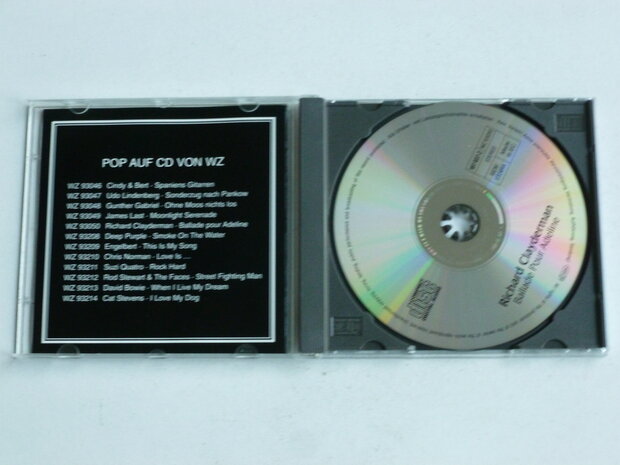 POP AUF CD VON WZ
WZ 93046 Cindy & Bert - Spaniens Gitarren
WZ 93047 Udo Lindenberg - Sonderzug nach Pankow
WZ 93048 Gunther Gabriel - Ohne Moos nichts los
WZ 93049 James Last - Moonlight Serenade
WZ 93050 Richard Clayderman - Ballade pour Adeline
WZ 93208 Deep Purple - Smoke On The Water
WZ 93209 Engelbert - This Is My Song
WZ 93210 Chris Norman - Love Is ...
WZ 93211 Suzi Quatro - Rock Hard
WZ 93212 Rod Stewart & The Faces - Street Fighting Man
WZ 93213 David Bowie - When I Live My Dream
WZ 93214 Cat Stevens - I Love My Dog
Richard Clayderman
Ballade Pour Adeline